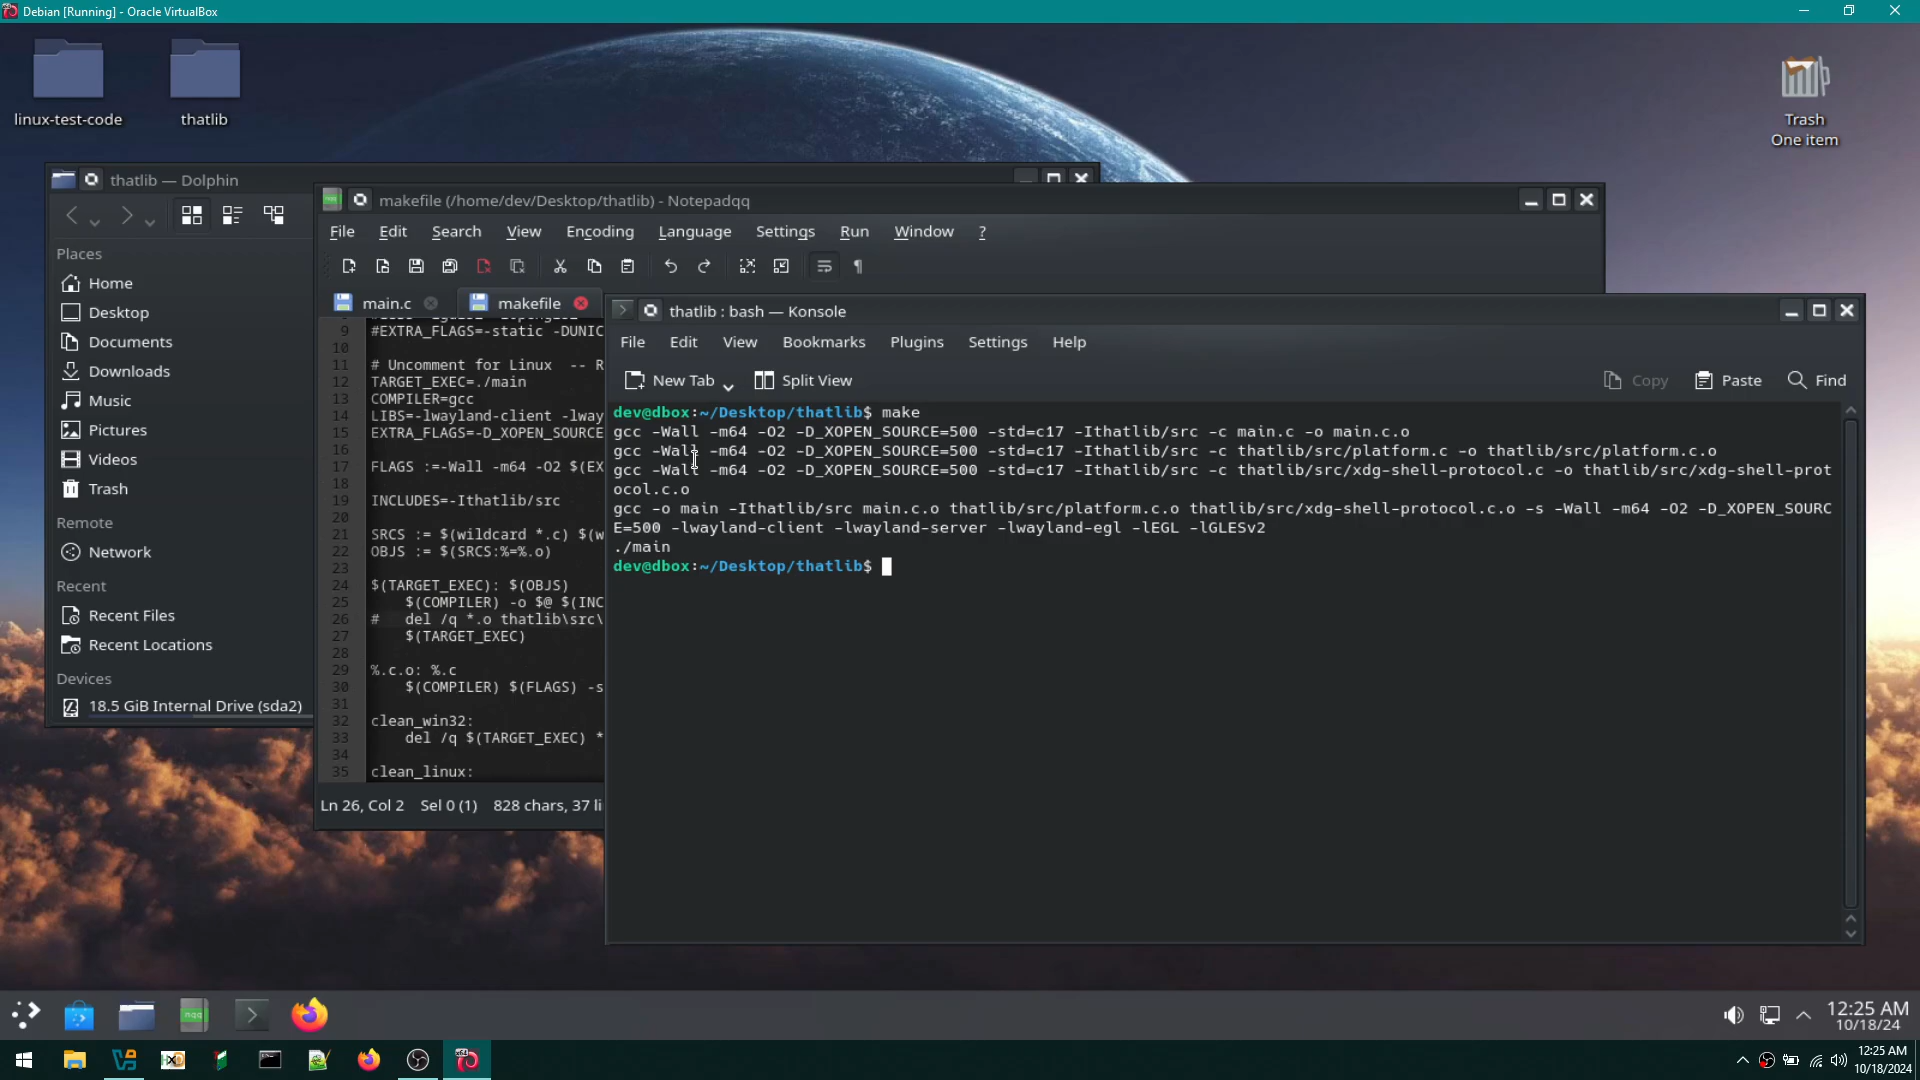 Debian [Running] - Oracle VirtualBox
linux-test-code
thatlib
Trash
One item
thatlib — Dolphin
Places
Home
Desktop
Documents
Downloads
Music
Pictures
Videos
Trash
Remote
Network
Recent
Recent Files
Recent Locations
Devices
18.5 GiB Internal Drive (sda2)
makefile (/home/dev/Desktop/thatlib) - Notepadqq
File Edit Search View Encoding Language Settings Run Window ?
main.c makefile
9 #EXTRA_FLAGS=-static -DUNIC
10
11 # Uncomment for Linux -- R
12 TARGET_EXEC=./main
13 COMPILER=gcc
14 LIBS=-lwayland-client -lway
15 EXTRA_FLAGS=-D_XOPEN_SOURCE
16
17 FLAGS :=-Wall -m64 -O2 $(EX
18
19 INCLUDES=-Ithatlib/src
20
21 SRCS := $(wildcard *.c) $(w
22 OBJS := $(SRCS:%=%.o)
23
24 $(TARGET_EXEC): $(OBJS)
25 $(COMPILER) -o $@ $(INC
26 # del /q *.o thatlib\src\
27 $(TARGET_EXEC)
28
29 %.c.o: %.c
30 $(COMPILER) $(FLAGS) -s
31
32 clean_win32:
33 del /q $(TARGET_EXEC) *
34
35 clean_linux:
Ln 26, Col 2 Sel 0 (1) 828 chars, 37 li
thatlib : bash — Konsole
File Edit View Bookmarks Plugins Settings Help
New Tab Split View Copy Paste Find
dev@dbox:~/Desktop/thatlib$ make
gcc -Wall -m64 -O2 -D_XOPEN_SOURCE=500 -std=c17 -Ithatlib/src -c main.c -o main.c.o
gcc -Wall -m64 -O2 -D_XOPEN_SOURCE=500 -std=c17 -Ithatlib/src -c thatlib/src/platform.c -o thatlib/src/platform.c.o
gcc -Wall -m64 -O2 -D_XOPEN_SOURCE=500 -std=c17 -Ithatlib/src -c thatlib/src/xdg-shell-protocol.c -o thatlib/src/xdg-shell-prot
ocol.c.o
gcc -o main -Ithatlib/src main.c.o thatlib/src/platform.c.o thatlib/src/xdg-shell-protocol.c.o -s -Wall -m64 -O2 -D_XOPEN_SOURC
E=500 -lwayland-client -lwayland-server -lwayland-egl -lEGL -lGLESv2
./main
dev@dbox:~/Desktop/thatlib$
nqq
12:25 AM
10/18/24
12:25 AM
10/18/2024